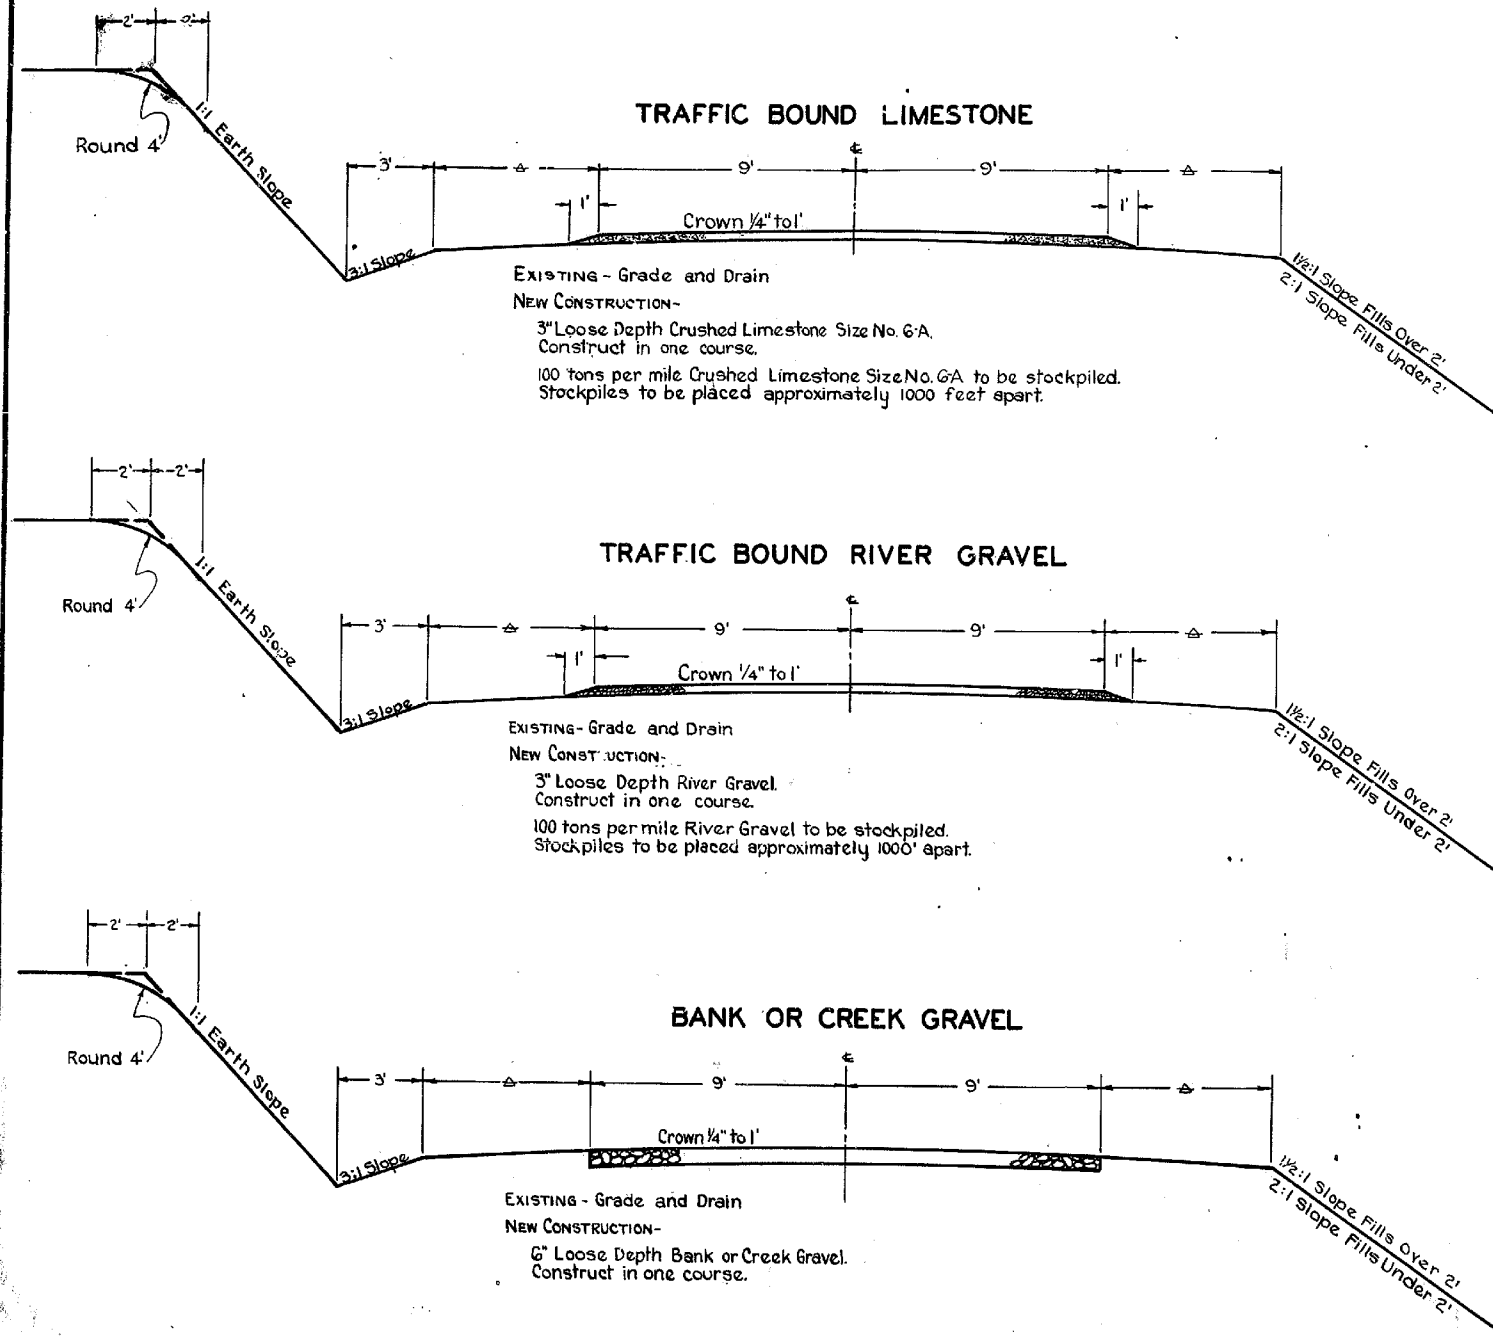 2' 2'
TRAFFIC BOUND LIMESTONE
Round 4'
1:1 Earth Slope
3' Δ 9' ℄ 9' Δ
1' 1'
Crown ¼" to 1'
3:1 Slope
1½:1 Slope Fills Over 2'
2:1 Slope Fills Under 2'
EXISTING - Grade and Drain
NEW CONSTRUCTION-
3" Loose Depth Crushed Limestone Size No. 6-A.
Construct in one course.
100 tons per mile Crushed Limestone Size No. 6-A to be stockpiled.
Stockpiles to be placed approximately 1000 feet apart.
2' 2'
TRAFFIC BOUND RIVER GRAVEL
Round 4'
1:1 Earth Slope
3' Δ 9' ℄ 9' Δ
1' 1'
Crown ¼" to 1'
3:1 Slope
1½:1 Slope Fills Over 2'
2:1 Slope Fills Under 2'
EXISTING - Grade and Drain
NEW CONST UCTION-
3" Loose Depth River Gravel.
Construct in one course.
100 tons per mile River Gravel to be stockpiled.
Stockpiles to be placed approximately 1000' apart.
2' 2'
BANK OR CREEK GRAVEL
Round 4'
1:1 Earth Slope
3' Δ 9' ℄ 9' Δ
Crown ¼" to 1'
3:1 Slope
1½:1 Slope Fills Over 2'
2:1 Slope Fills Under 2'
EXISTING - Grade and Drain
NEW CONSTRUCTION-
6" Loose Depth Bank or Creek Gravel.
Construct in one course.